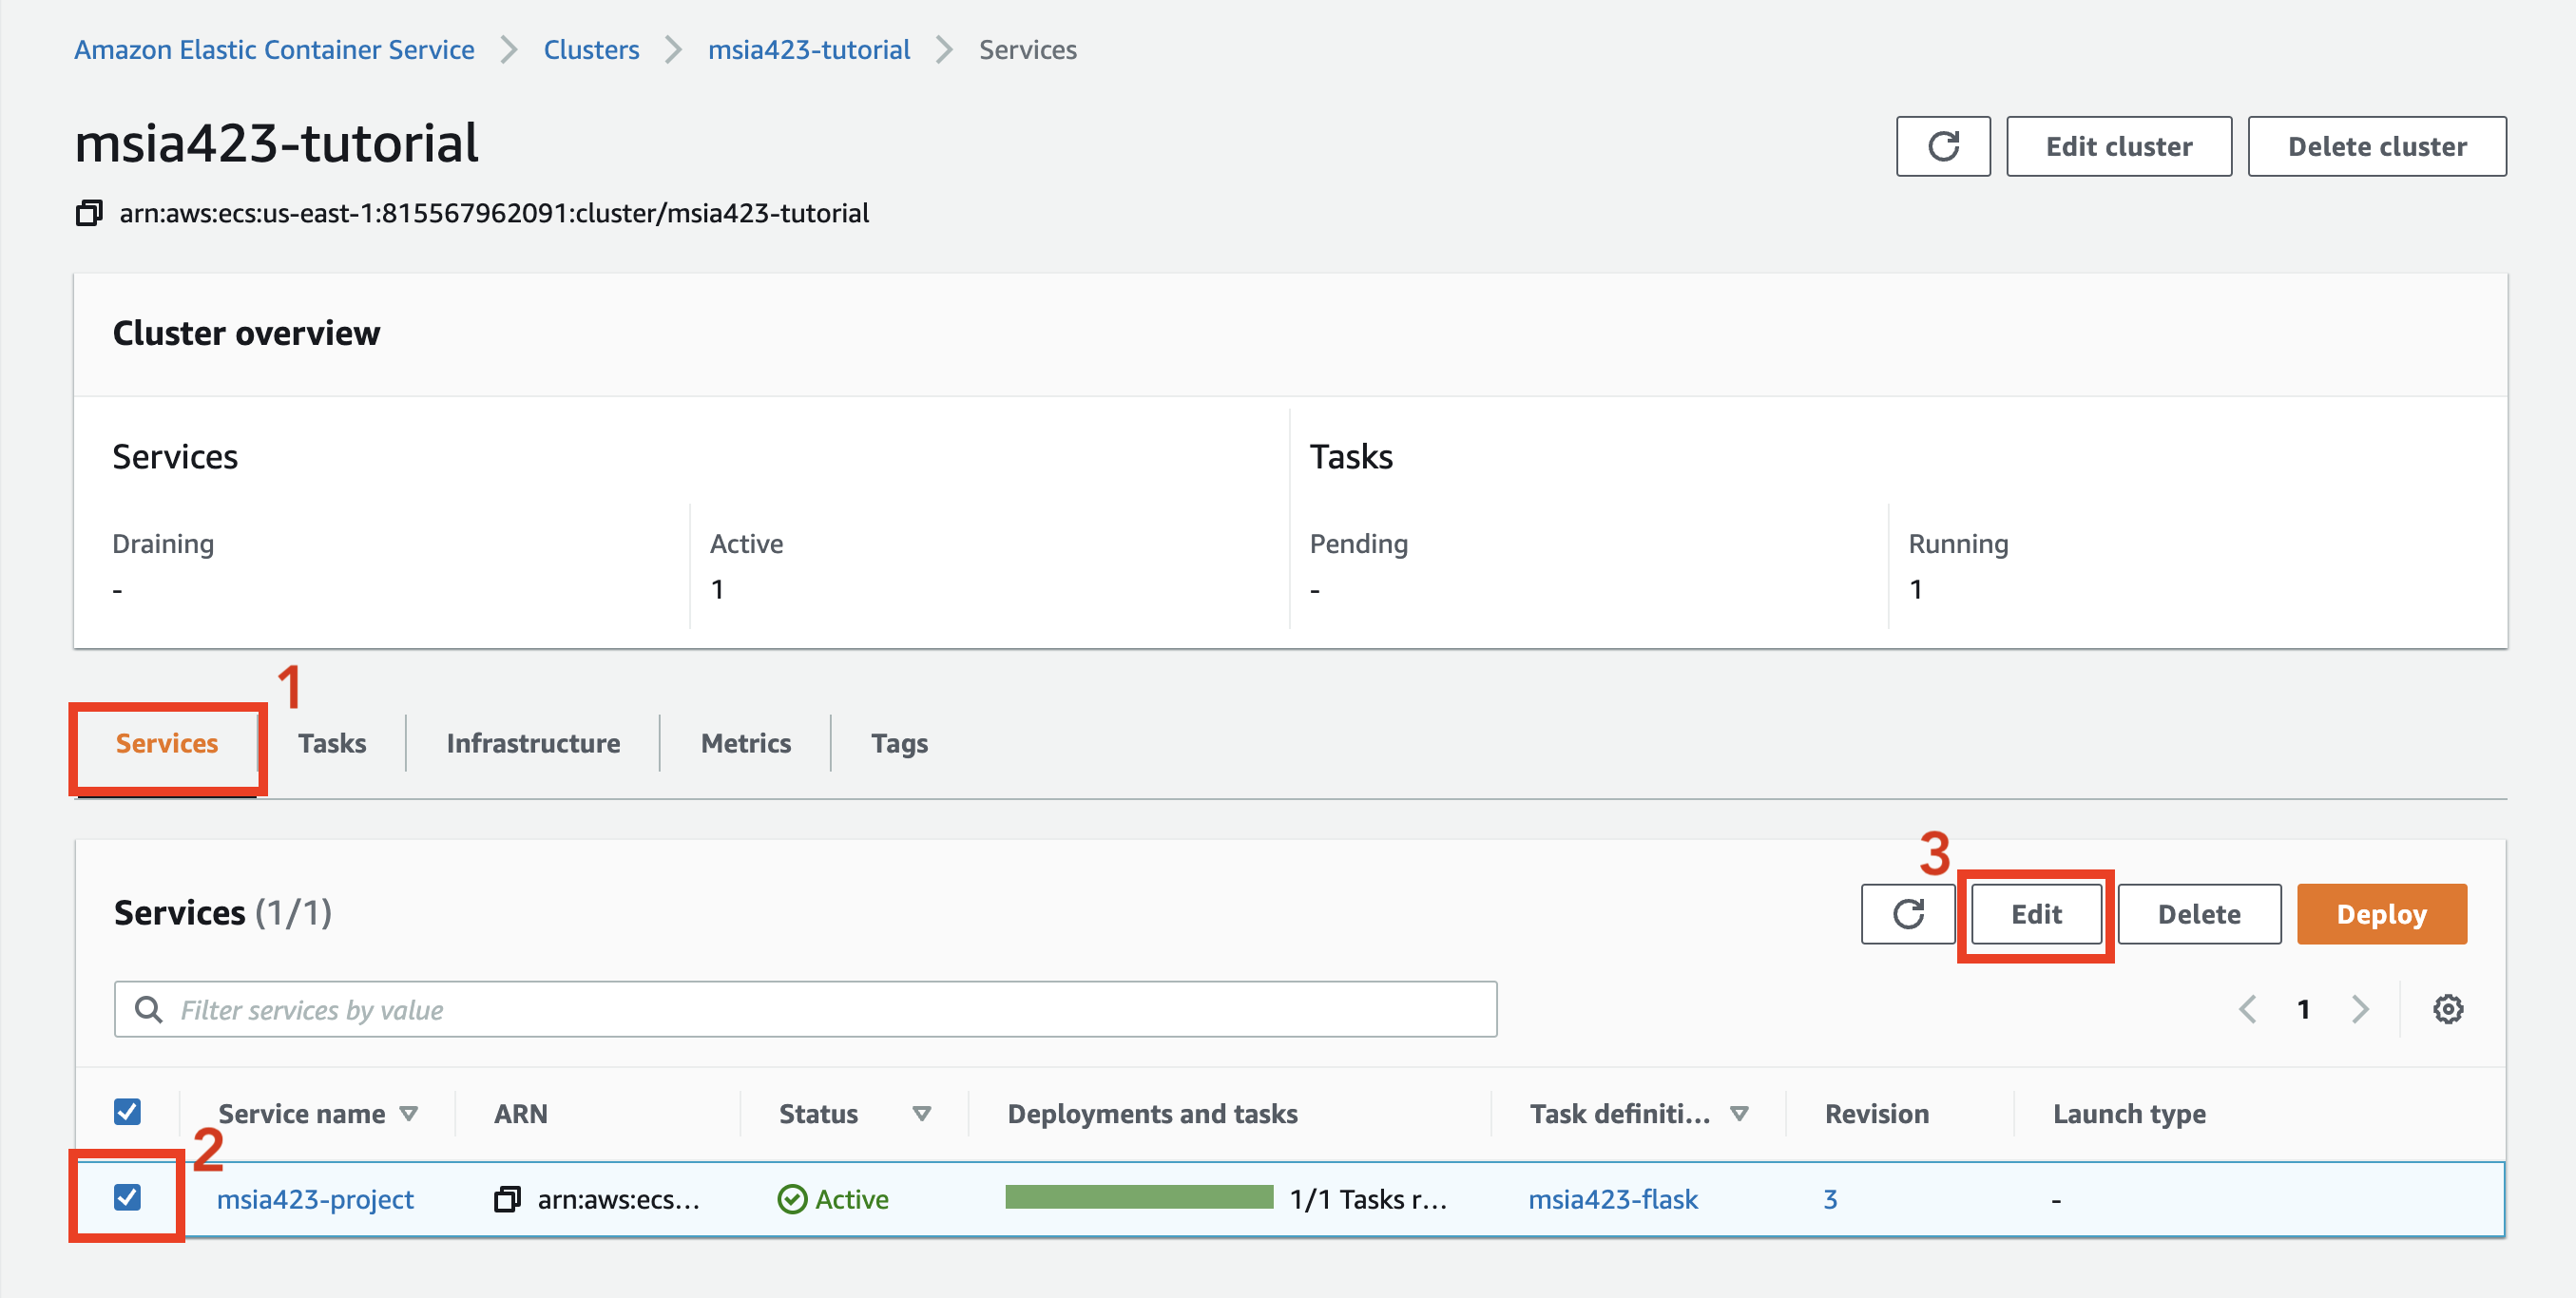 Amazon Elastic Container Service > Clusters > msia423-tutorial > Services
msia423-tutorial
Edit cluster
Delete cluster
arn:aws:ecs:us-east-1:815567962091:cluster/msia423-tutorial
Cluster overview
Services
Tasks
Draining
Active
Pending
Running
-
1
-
1
1
Services
Tasks
Infrastructure
Metrics
Tags
3
Services (1/1)
Edit
Delete
Deploy
Filter services by value
1
Service name
ARN
Status
Deployments and tasks
Task definiti...
Revision
Launch type
2
msia423-project
arn:aws:ecs...
Active
1/1 Tasks r...
msia423-flask
3
-